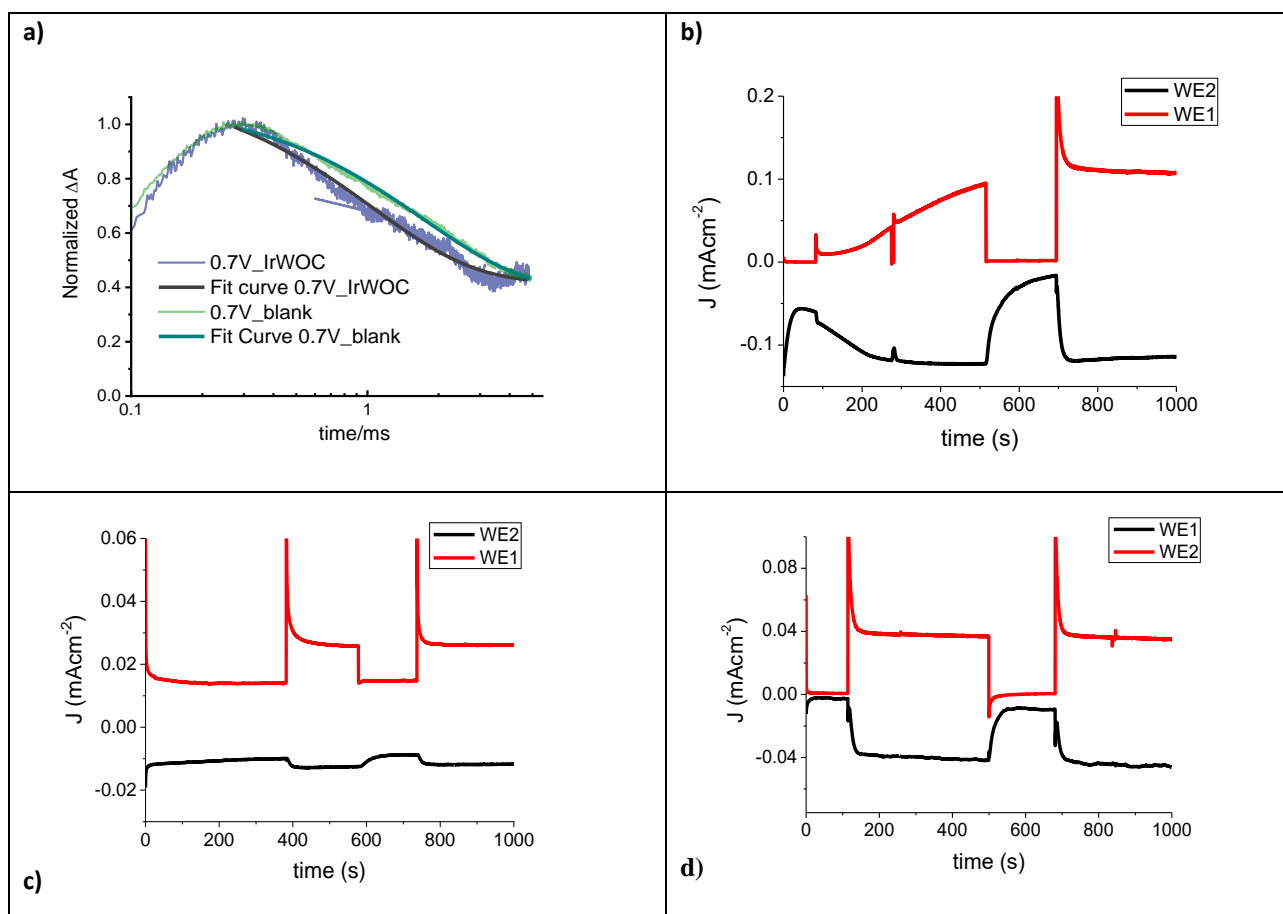 a)
Normalized ΔA
1.0
0.8
0.6
0.4
0.2
0.0
0.1
1
time/ms
0.7V_IrWOC
Fit curve 0.7V_IrWOC
0.7V_blank
Fit Curve 0.7V_blank
b)
WE2
WE1
J (mAcm⁻²)
0.2
0.1
0.0
-0.1
0 200 400 600 800 1000
time (s)
c)
WE2
WE1
J (mAcm⁻²)
0.06
0.04
0.02
0.00
-0.02
0 200 400 600 800 1000
time (s)
d)
WE1
WE2
J (mAcm⁻²)
0.08
0.04
0.00
-0.04
0 200 400 600 800 1000
time (s)